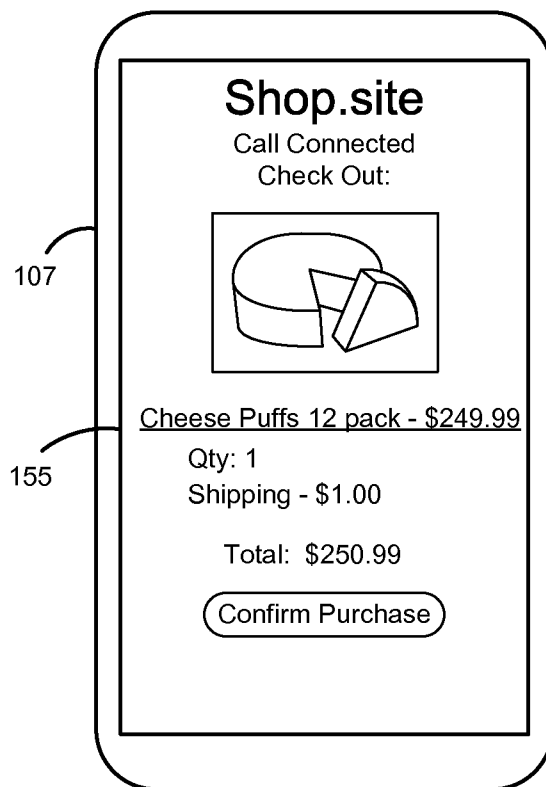 Shop.site
Call Connected
Check Out:
107
Cheese Puffs 12 pack - $249.99
155
Qty: 1
Shipping - $1.00
Total: $250.99
Confirm Purchase